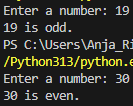 Enter a number: 19
19 is odd.
PS C:\Users\Anja_Ri
/Python313/python.e
Enter a number: 30
30 is even.